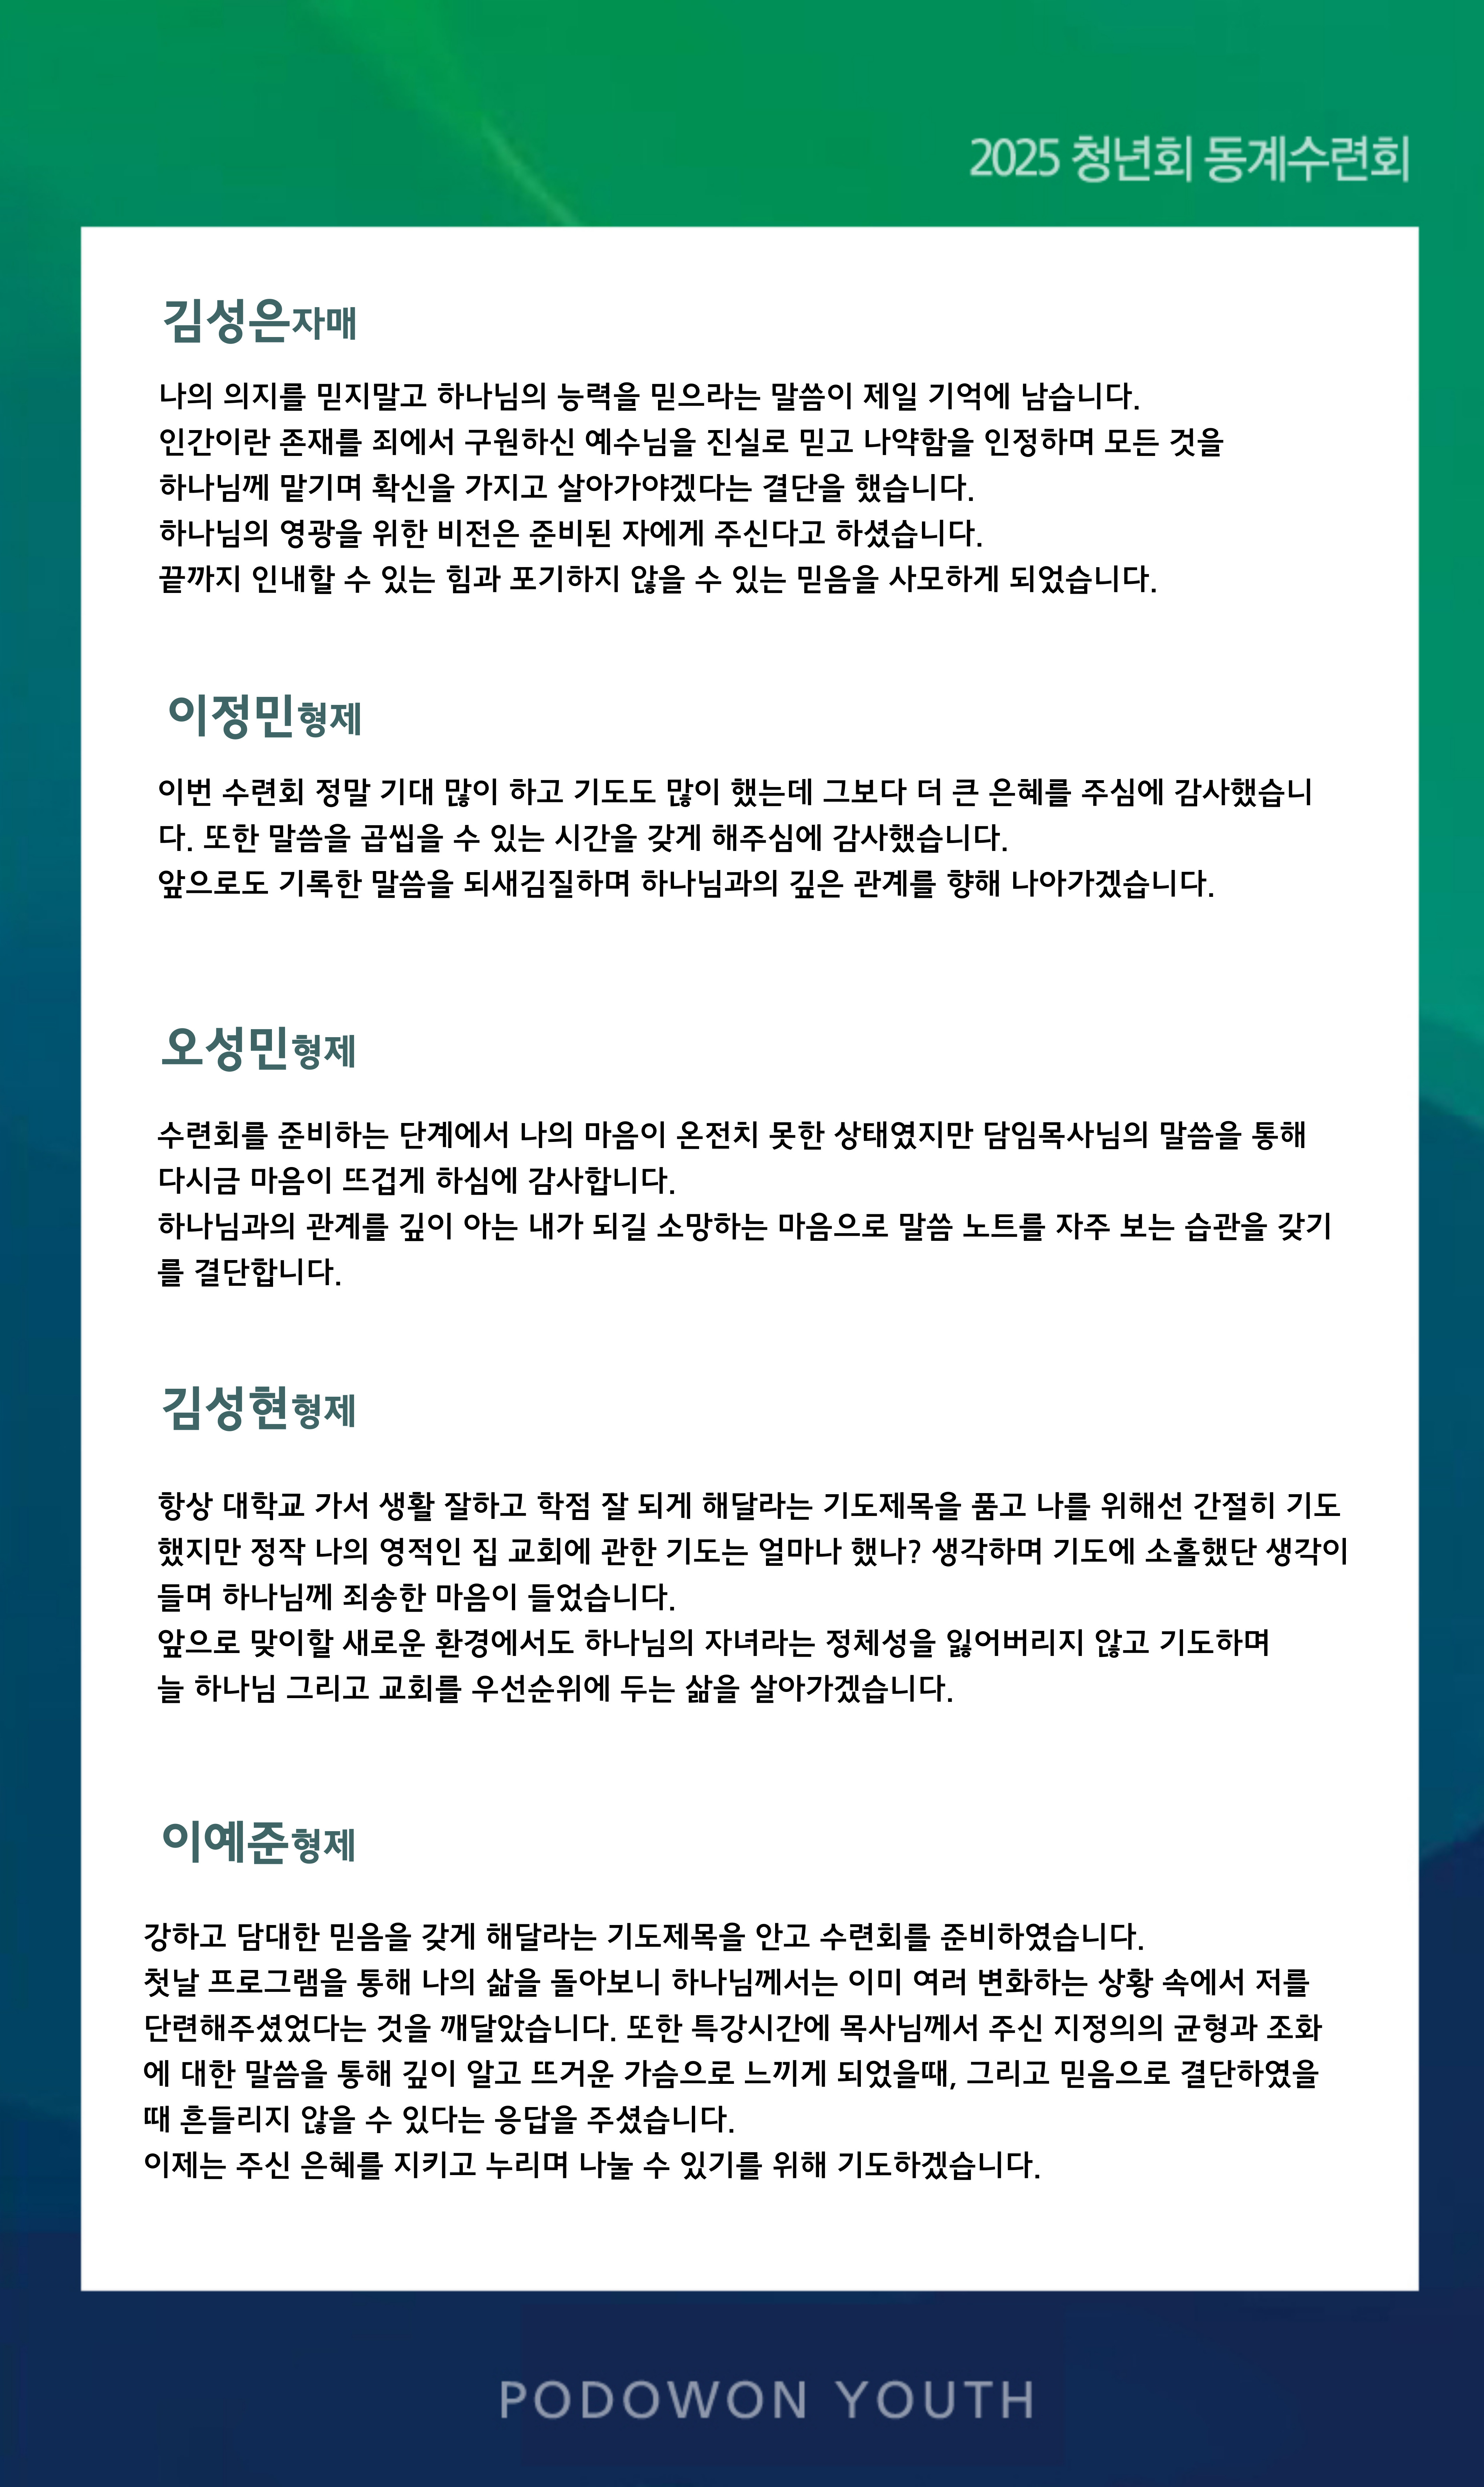 2025 청년회 동계수련회
김성은자매
나의 의지를 믿지말고 하나님의 능력을 믿으라는 말씀이 제일 기억에 남습니다.
인간이란 존재를 죄에서 구원하신 예수님을 진실로 믿고 나약함을 인정하며 모든 것을
하나님께 맡기며 확신을 가지고 살아가야겠다는 결단을 했습니다.
하나님의 영광을 위한 비전은 준비된 자에게 주신다고 하셨습니다.
끝까지 인내할 수 있는 힘과 포기하지 않을 수 있는 믿음을 사모하게 되었습니다.
이정민형제
이번 수련회 정말 기대 많이 하고 기도도 많이 했는데 그보다 더 큰 은혜를 주심에 감사했습니
다. 또한 말씀을 곱씹을 수 있는 시간을 갖게 해주심에 감사했습니다.
앞으로도 기록한 말씀을 되새김질하며 하나님과의 깊은 관계를 향해 나아가겠습니다.
오성민형제
수련회를 준비하는 단계에서 나의 마음이 온전치 못한 상태였지만 담임목사님의 말씀을 통해
다시금 마음이 뜨겁게 하심에 감사합니다.
하나님과의 관계를 깊이 아는 내가 되길 소망하는 마음으로 말씀 노트를 자주 보는 습관을 갖기
를 결단합니다.
김성현형제
항상 대학교 가서 생활 잘하고 학점 잘 되게 해달라는 기도제목을 품고 나를 위해선 간절히 기도
했지만 정작 나의 영적인 집 교회에 관한 기도는 얼마나 했나? 생각하며 기도에 소홀했단 생각이
들며 하나님께 죄송한 마음이 들었습니다.
앞으로 맞이할 새로운 환경에서도 하나님의 자녀라는 정체성을 잃어버리지 않고 기도하며
늘 하나님 그리고 교회를 우선순위에 두는 삶을 살아가겠습니다.
이예준형제
강하고 담대한 믿음을 갖게 해달라는 기도제목을 안고 수련회를 준비하였습니다.
첫날 프로그램을 통해 나의 삶을 돌아보니 하나님께서는 이미 여러 변화하는 상황 속에서 저를
단련해주셨었다는 것을 깨달았습니다. 또한 특강시간에 목사님께서 주신 지정의의 균형과 조화
에 대한 말씀을 통해 깊이 알고 뜨거운 가슴으로 느끼게 되었을때, 그리고 믿음으로 결단하였을
때 흔들리지 않을 수 있다는 응답을 주셨습니다.
이제는 주신 은혜를 지키고 누리며 나눌 수 있기를 위해 기도하겠습니다.
PODOWON YOUTH